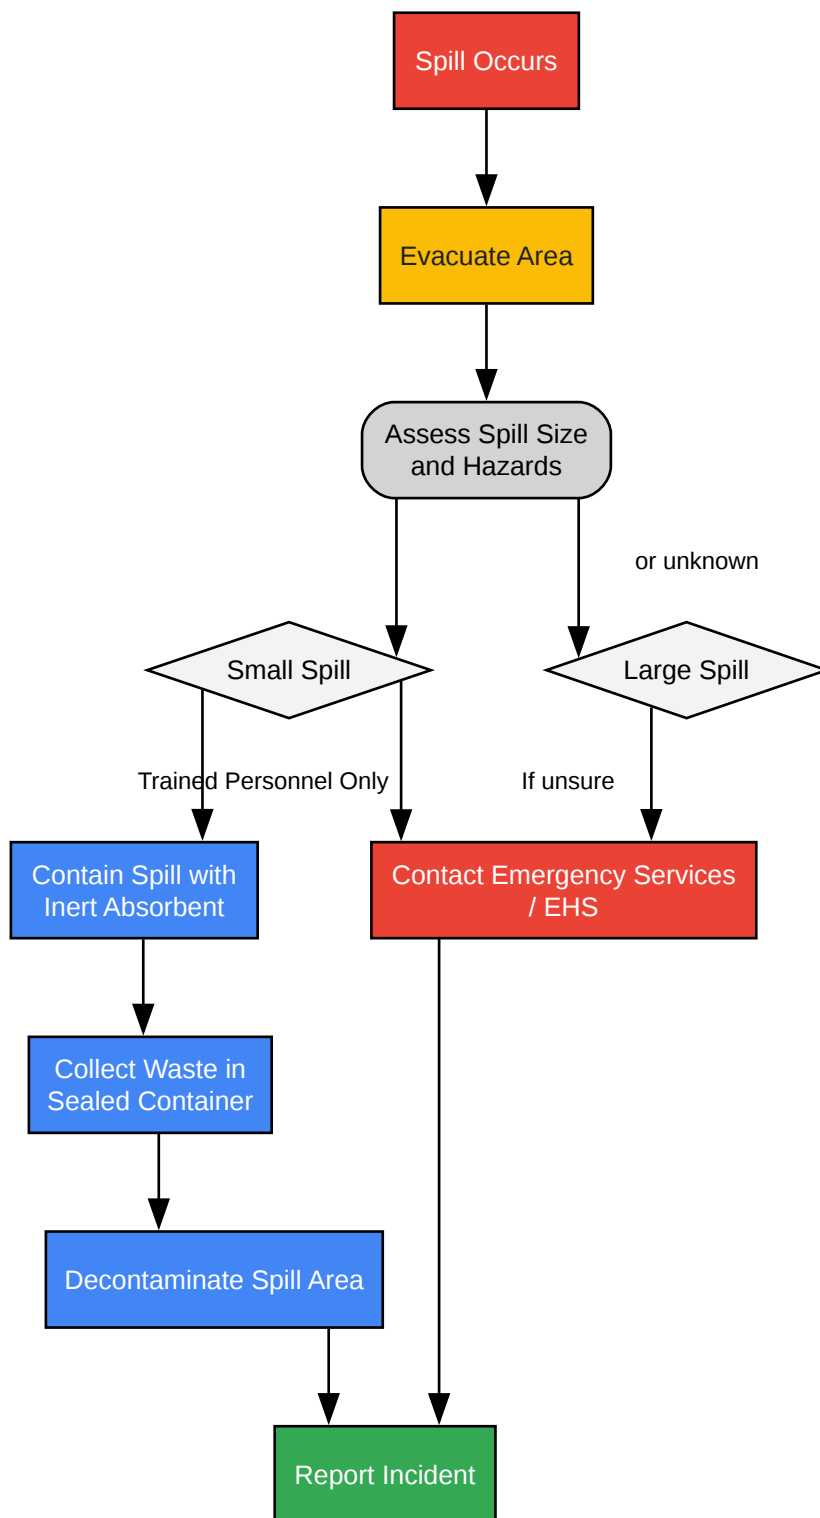 Spill Occurs
Evacuate Area
Assess Spill Size
and Hazards
or unknown
Small Spill
Large Spill
Trained Personnel Only
If unsure
Contain Spill with
Inert Absorbent
Contact Emergency Services
/ EHS
Collect Waste in
Sealed Container
Decontaminate Spill Area
Report Incident